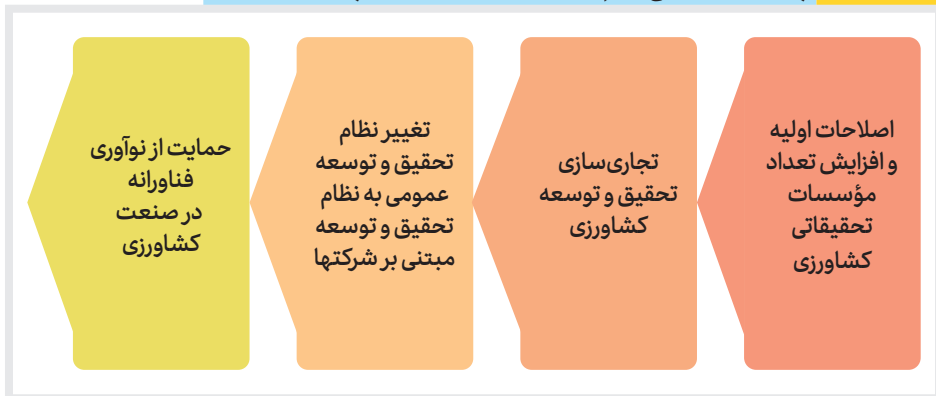 اصلاحات اولیه
و افزایش تعداد
مؤسسات
تحقیقاتی
کشاورزی
تجاری‌سازی
تحقیق و توسعه
کشاورزی
تغییر نظام
تحقیق و توسعه
عمومی به نظام
تحقیق و توسعه
مبتنی بر شرکتها
حمایت از نوآوری
فناورانه
در صنعت
کشاورزی